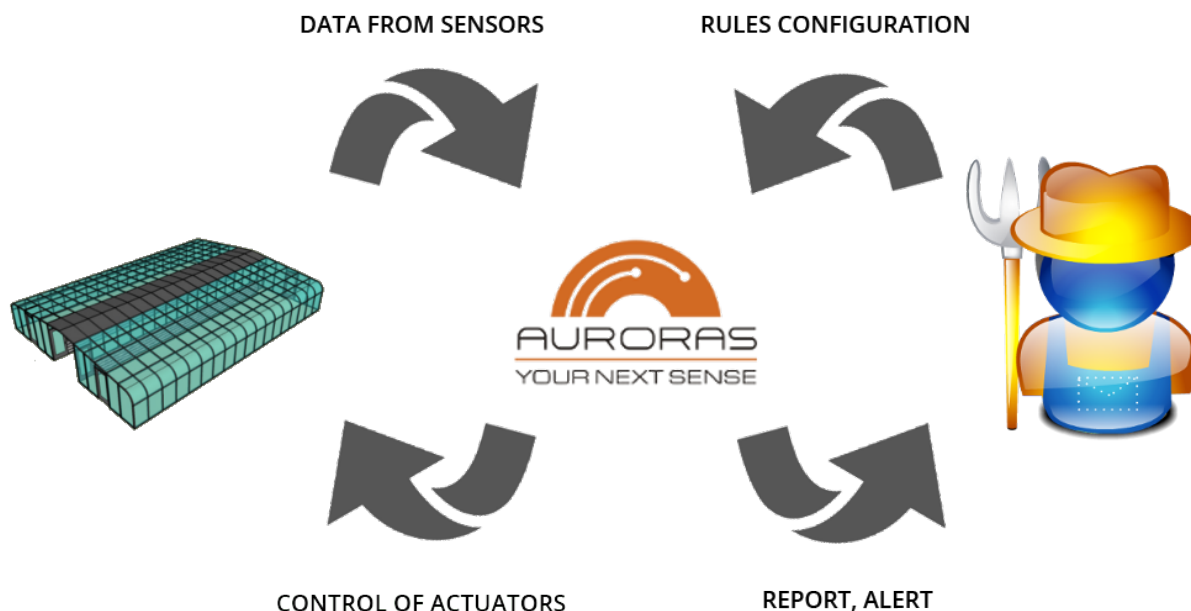 DATA FROM SENSORS
RULES CONFIGURATION
AURORAS
YOUR NEXT SENSE
CONTROL OF ACTUATORS
REPORT, ALERT